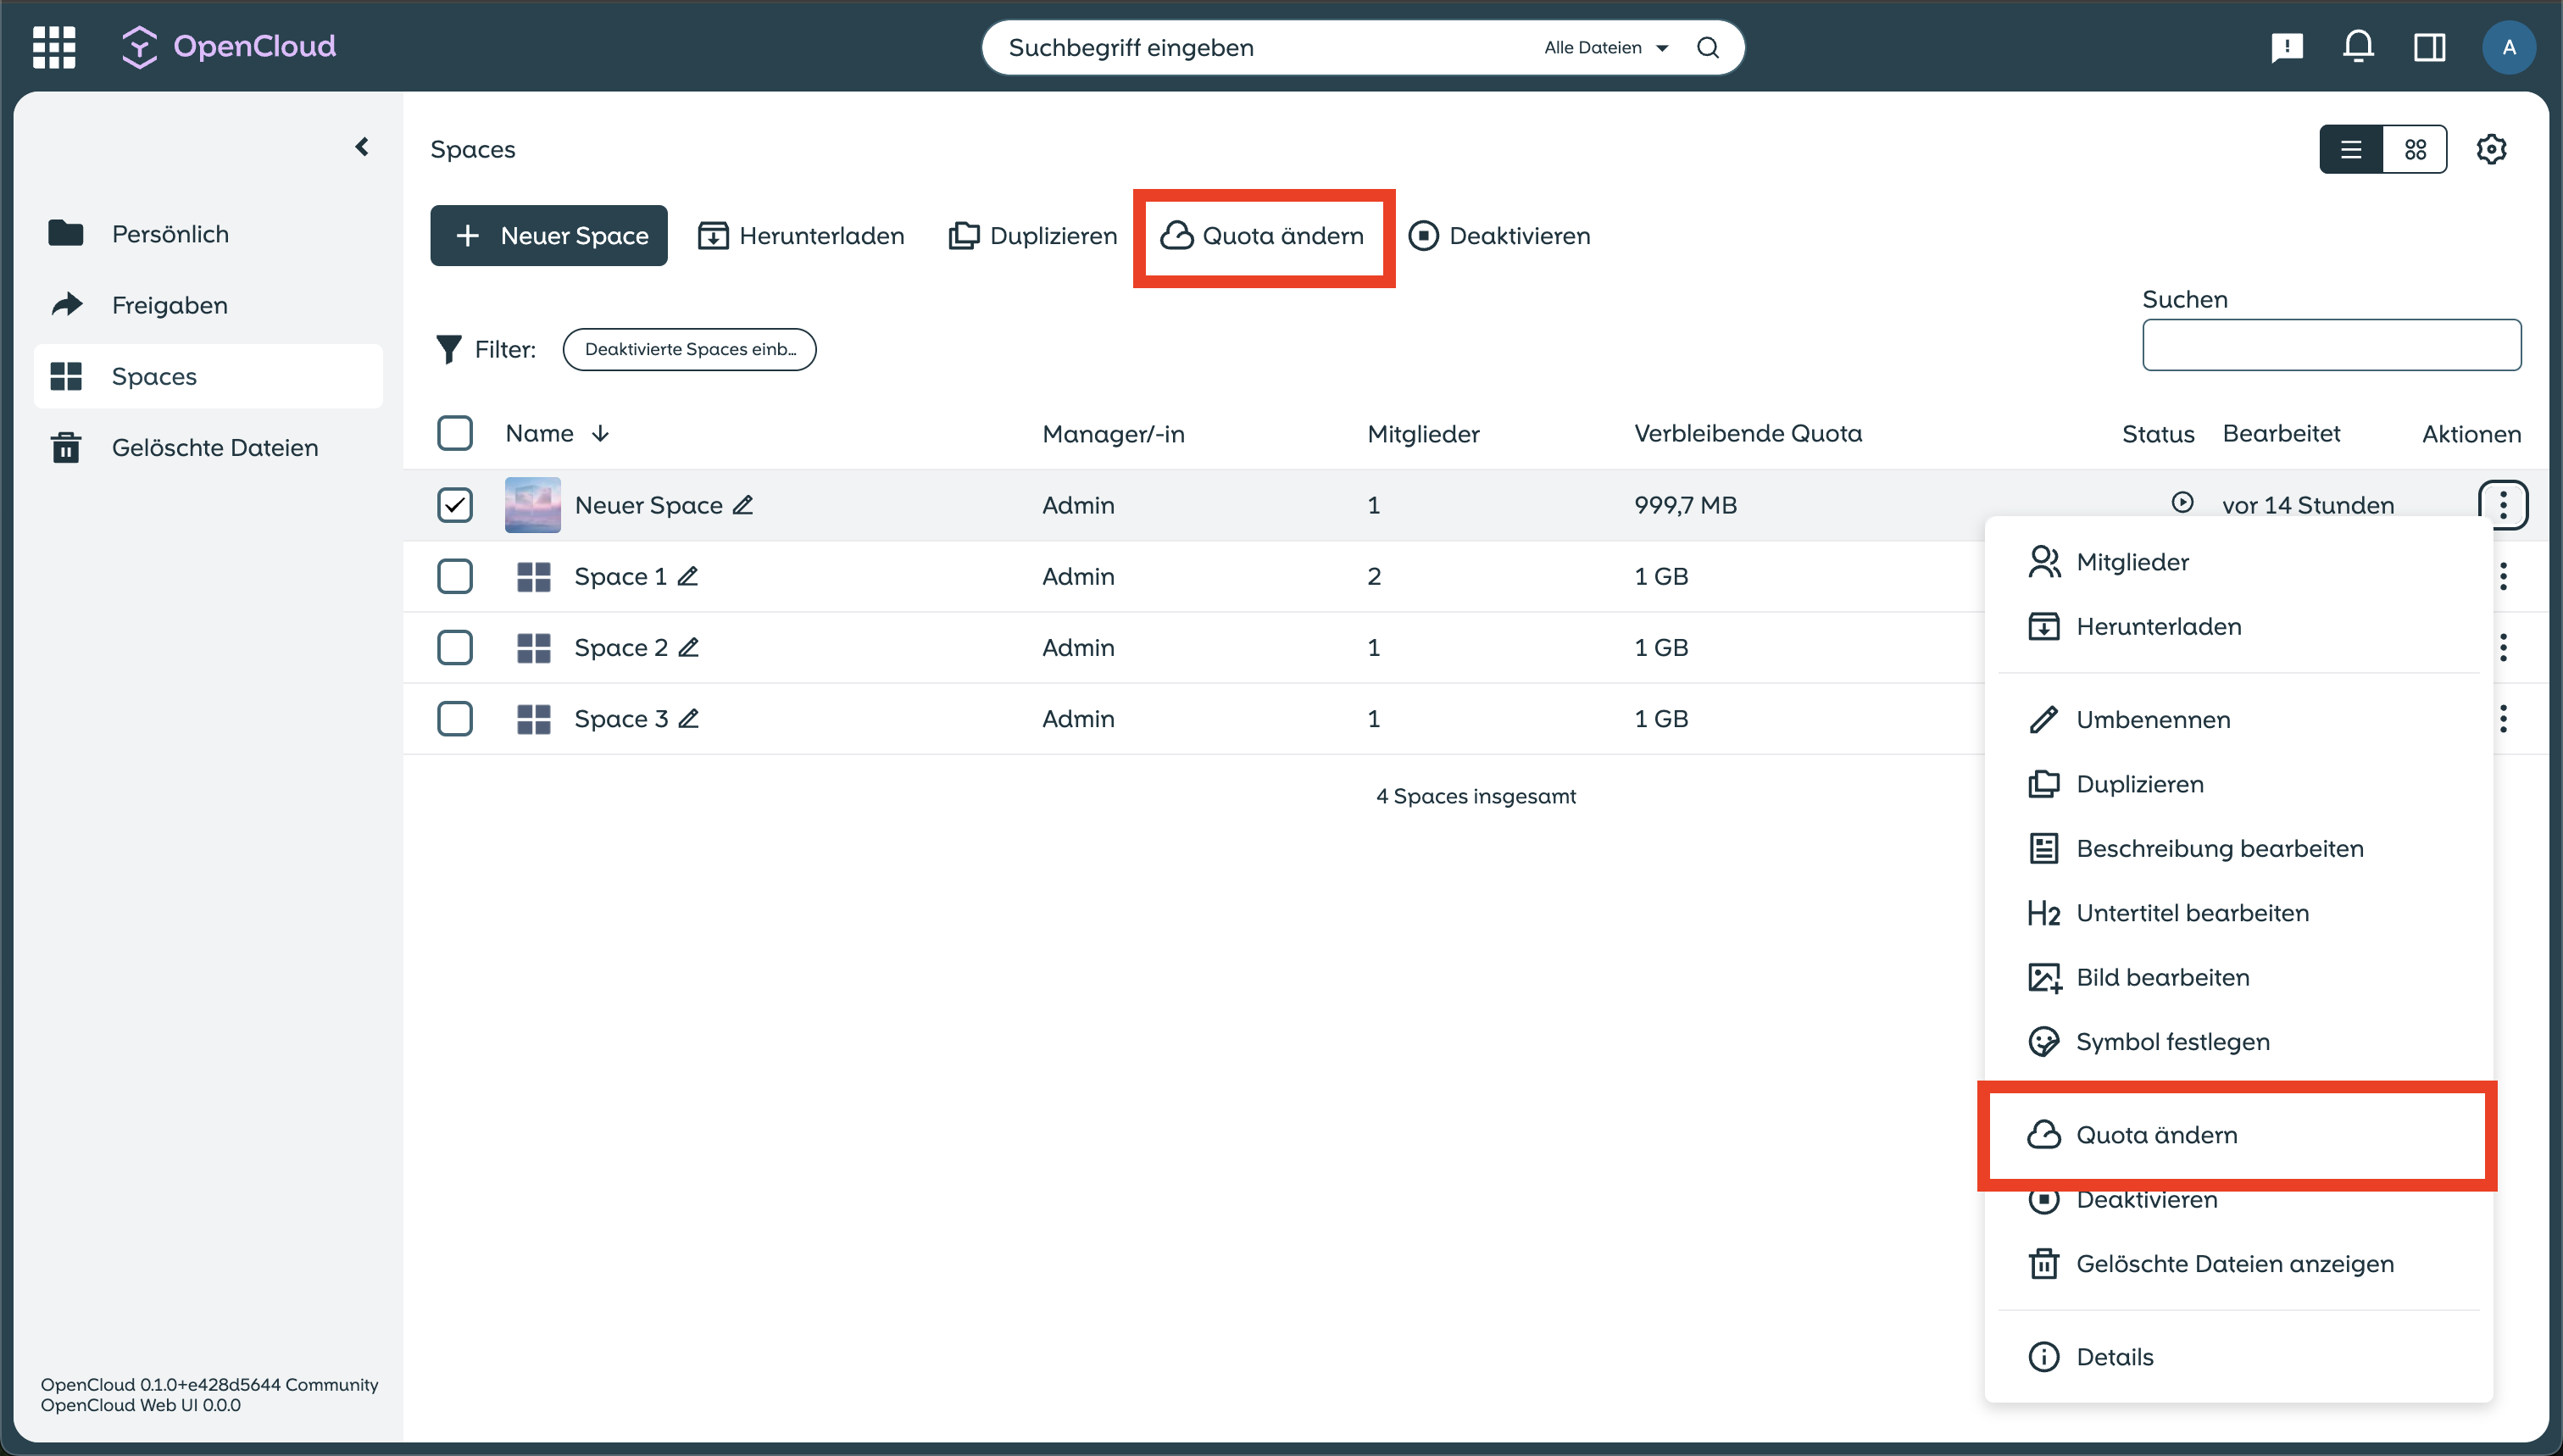 OpenCloud
Suchbegriff eingeben
Alle Dateien
A
Persönlich
Freigaben
Spaces
Gelöschte Dateien
OpenCloud 0.1.0+e428d5644 Community
OpenCloud Web UI 0.0.0
Spaces
+ Neuer Space Herunterladen Duplizieren Quota ändern Deaktivieren
Suchen
Filter: Deaktivierte Spaces einb...
Name Manager/-in Mitglieder Verbleibende Quota Status Bearbeitet Aktionen
Neuer Space Admin 1 999,7 MB vor 14 Stunden
Space 1 Admin 2 1 GB
Space 2 Admin 1 1 GB
Space 3 Admin 1 1 GB
4 Spaces insgesamt
Mitglieder
Herunterladen
Umbenennen
Duplizieren
Beschreibung bearbeiten
H2 Untertitel bearbeiten
Bild bearbeiten
Symbol festlegen
Quota ändern
Deaktivieren
Gelöschte Dateien anzeigen
Details